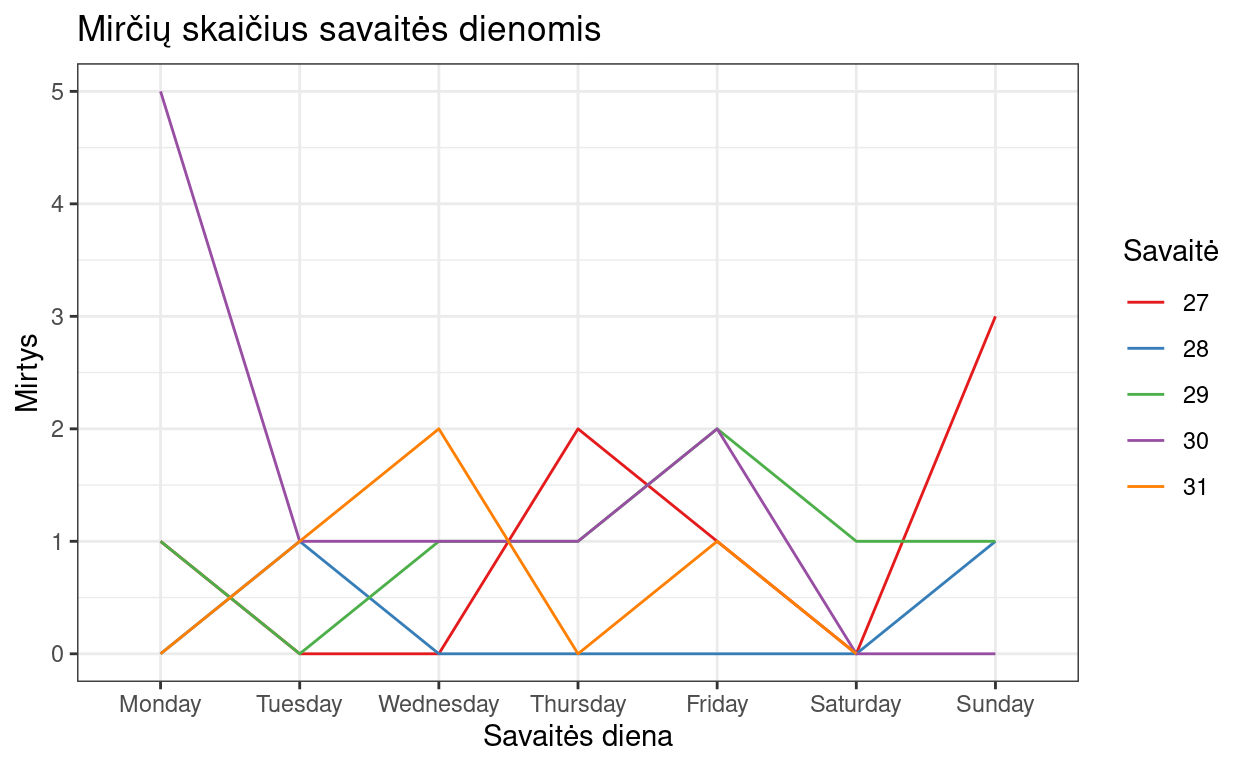 Mirčių skaičius savaitės dienomis
Mirtys
5
4
3
2
1
0
Monday Tuesday Wednesday Thursday Friday Saturday Sunday
Savaitės diena
Savaitė
27
28
29
30
31